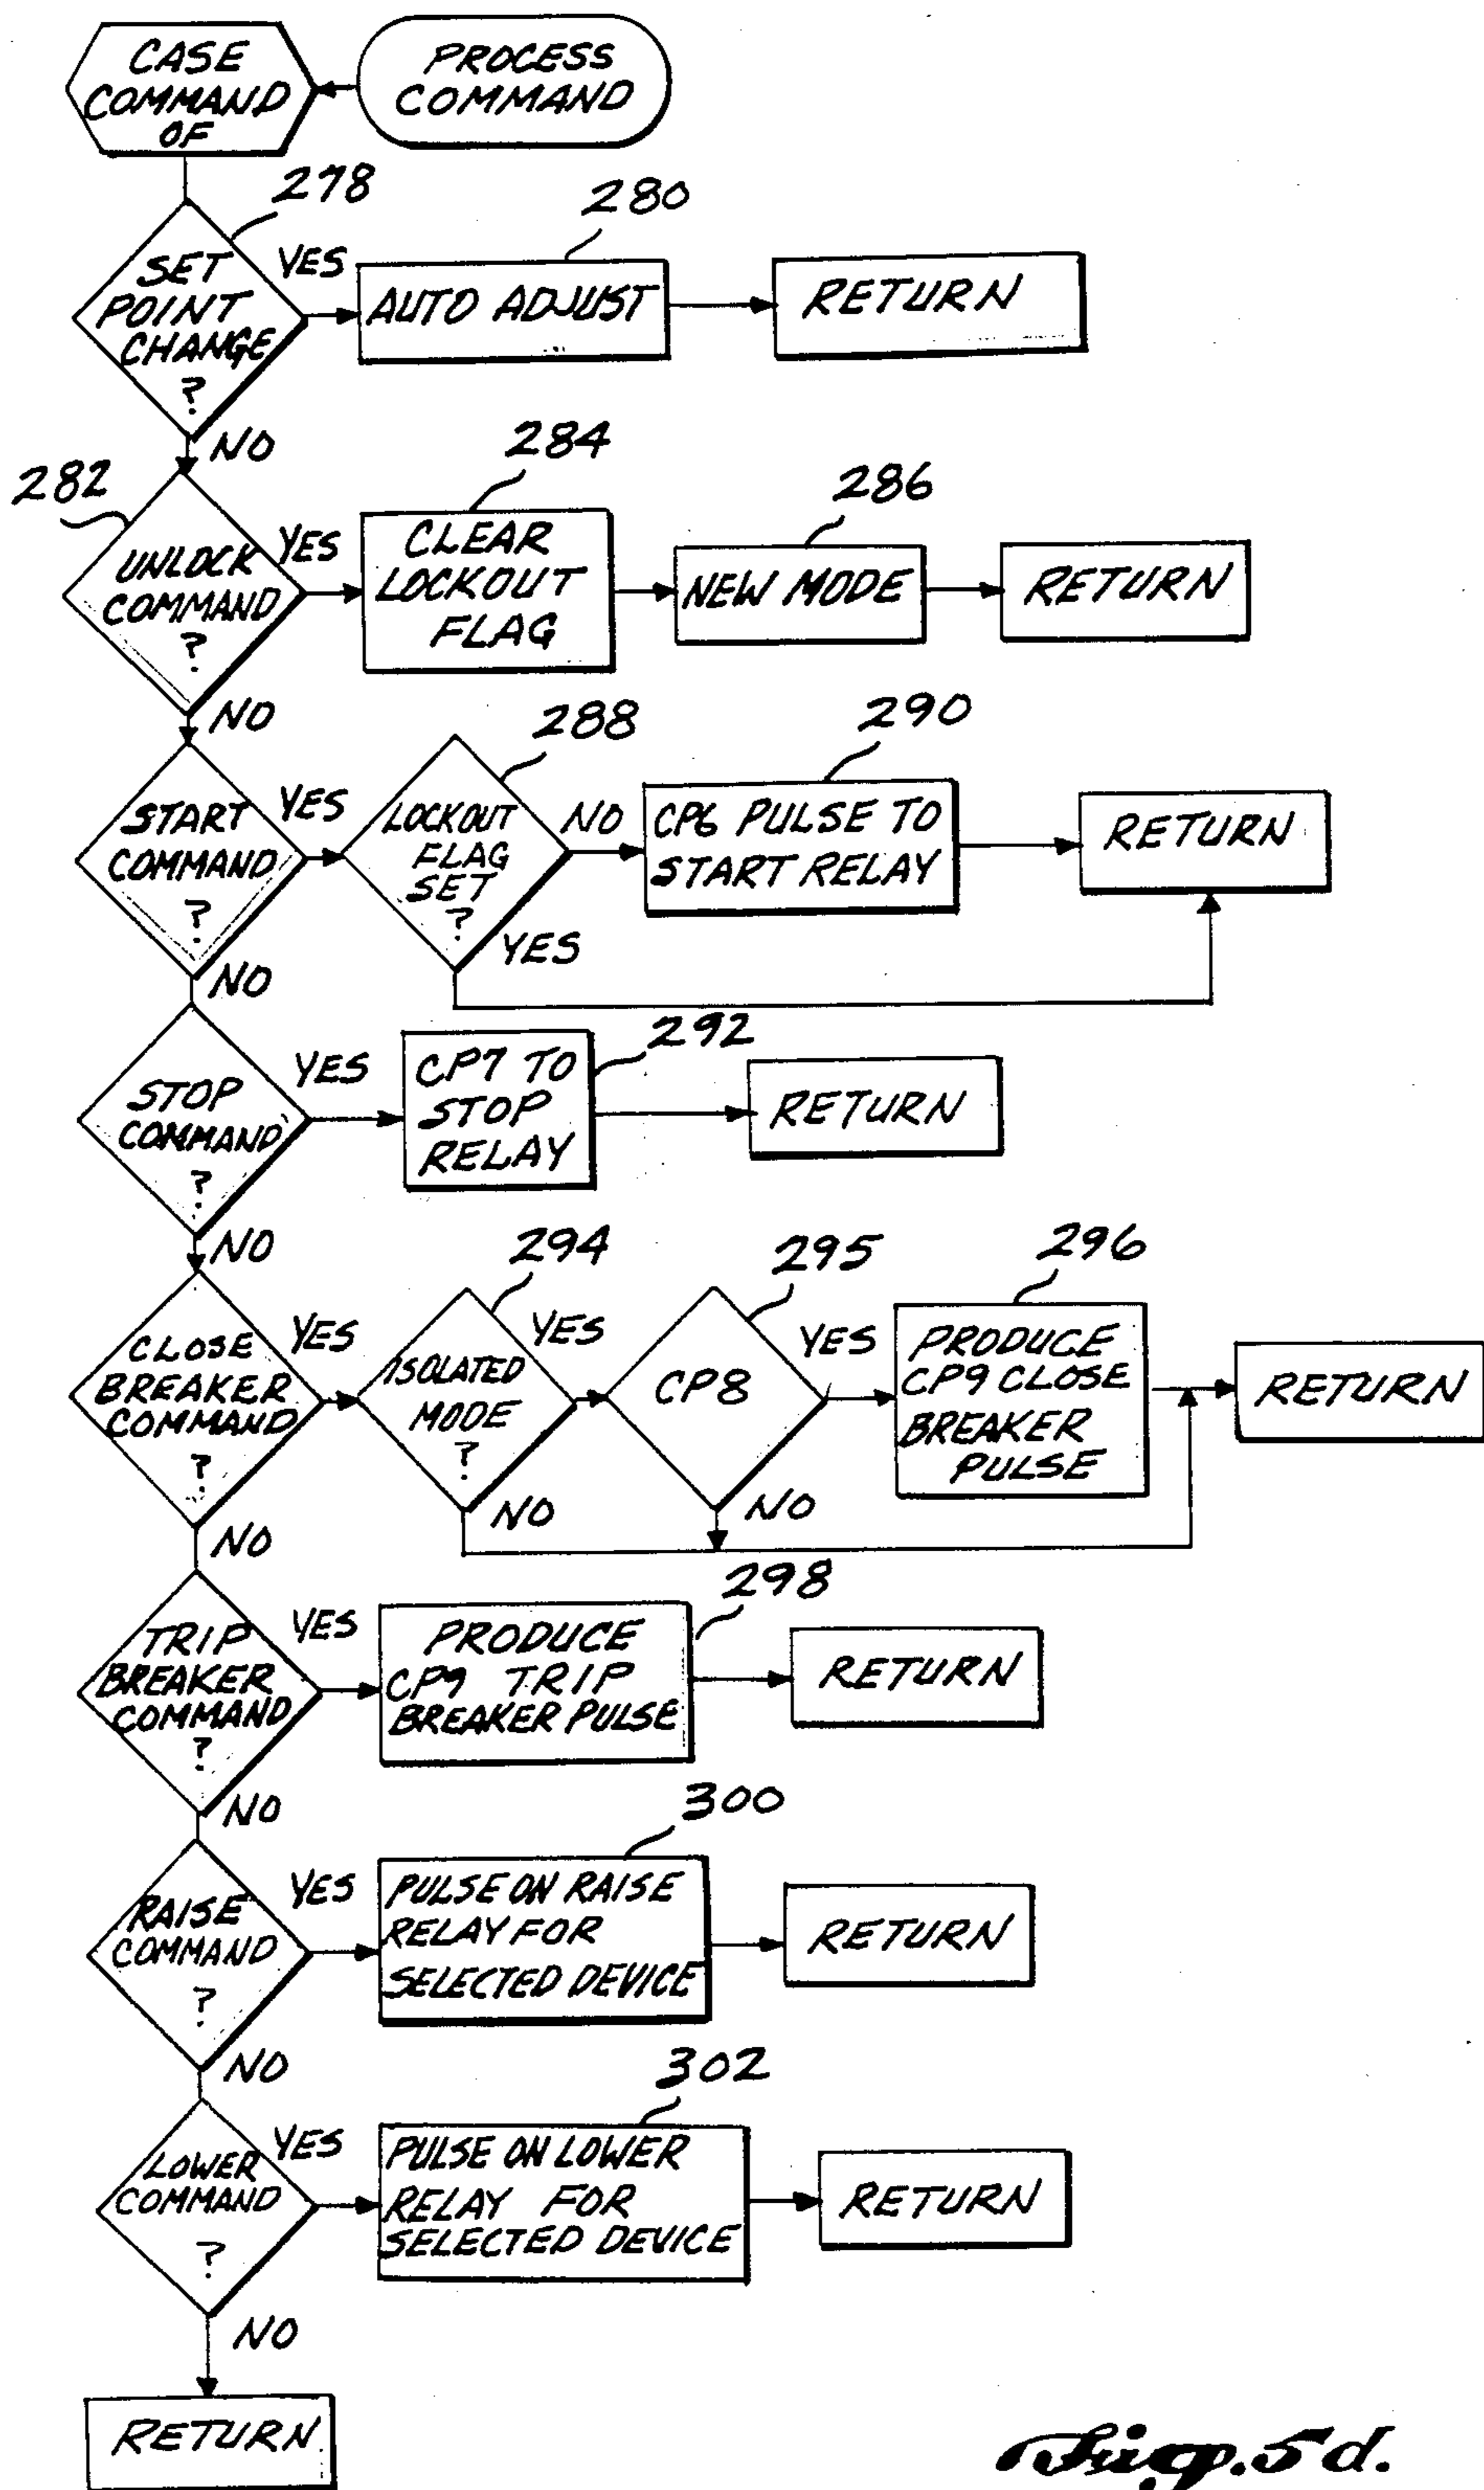 CASE
COMMAND
OF
PROCESS
COMMAND
278
280
SET
POINT
CHANGE
?
YES
AUTO ADJUST
RETURN
NO
282
284
286
UNLOCK
COMMAND
?
YES
CLEAR
LOCKOUT
FLAG
NEW MODE
RETURN
NO
288
290
START
COMMAND
?
YES
LOCKOUT
FLAG
SET
?
NO
CP6 PULSE TO
START RELAY
RETURN
YES
NO
292
STOP
COMMAND
?
YES
CP7 TO
STOP
RELAY
RETURN
NO
294
295
296
CLOSE
BREAKER
COMMAND
?
YES
ISOLATED
MODE
?
YES
CP8
YES
PRODUCE
CP9 CLOSE
BREAKER
PULSE
RETURN
NO
NO
NO
298
TRIP
BREAKER
COMMAND
?
YES
PRODUCE
CP9 TRIP
BREAKER PULSE
RETURN
NO
300
RAISE
COMMAND
?
YES
PULSE ON RAISE
RELAY FOR
SELECTED DEVICE
RETURN
NO
302
LOWER
COMMAND
?
YES
PULSE ON LOWER
RELAY FOR
SELECTED DEVICE
RETURN
NO
RETURN
Fig. 5d.